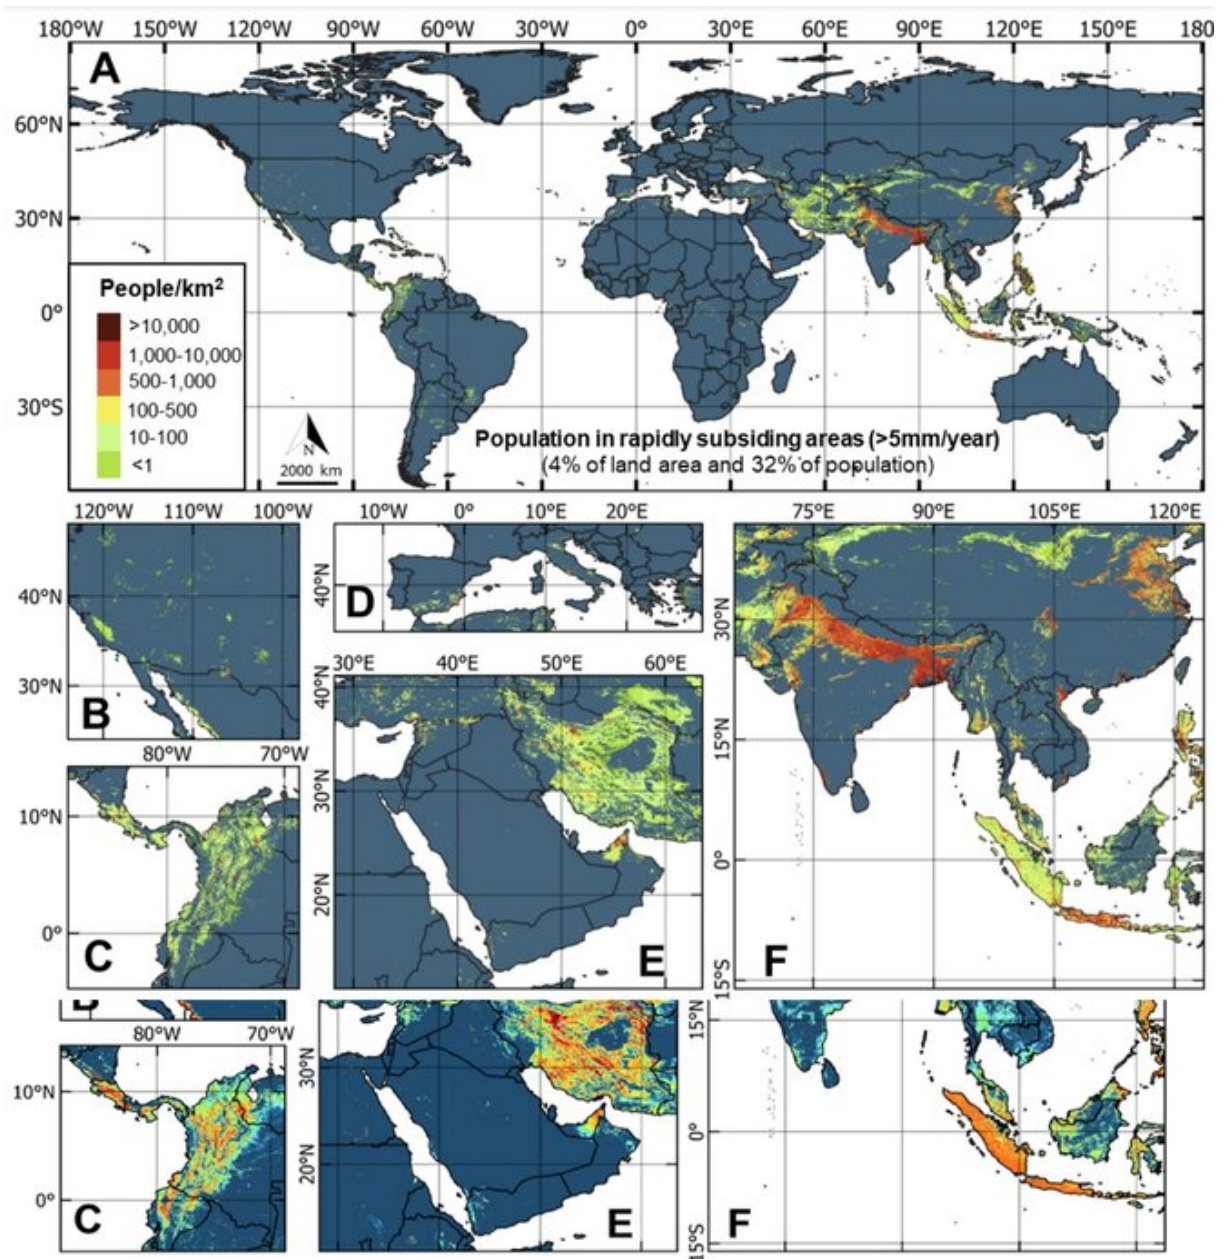 180°W 150°W 120°W 90°W 60°W 30°W 0° 30°E 60°E 90°E 120°E 150°E 180
A
60°N
30°N
0°
30°S
People/km²
>10,000
1,000-10,000
500-1,000
100-500
10-100
<1
N
2000 km
Population in rapidly subsiding areas (>5mm/year)
(4% of land area and 32% of population)
120°W 110°W 100°W
40°N
30°N
B
10°W 0° 10°E 20°E
40°N
D
75°E 90°E 105°E 120°E
30°N
15°N
0°
15°S
F
80°W 70°W
10°N
0°
C
30°E 40°E 50°E 60°E
40°N
30°N
20°N
E
80°W 70°W
10°N
0°
C
30°N
20°N
E
15°N
0°
15°S
F